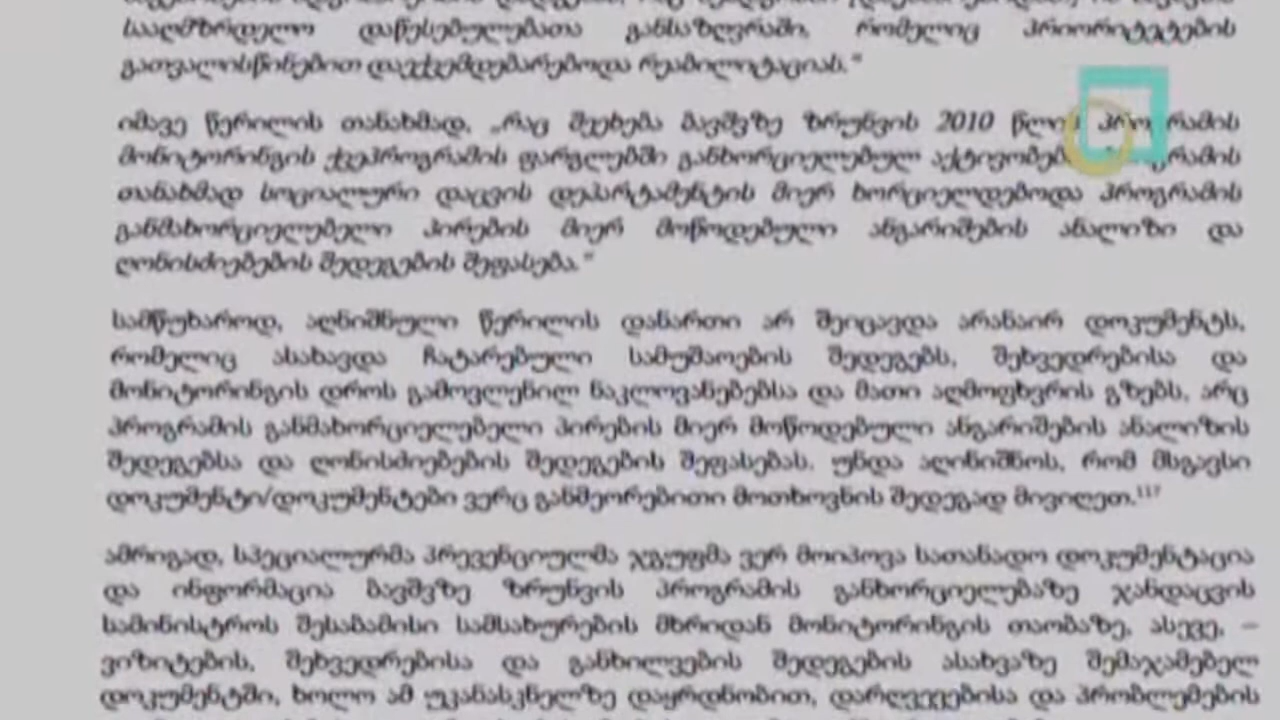 სააღმზრდელო დაწესებულებათა განსაზღვრაში, რომელიც პრიორიტეტების
გათვალისწინებით დაექვემდებარებოდა რეაბილიტაციას.“
იმავე წერილის თანახმად, „რაც შეეხება ბავშვზე ზრუნვის 2010 წლის პროგრამის
მონიტორინგის ქვეპროგრამის ფარგლებში განხორციელებულ აქტივობებს, პროგრამის
თანახმად სოციალური დაცვის დეპარტამენტის მიერ ხორციელდებოდა პროგრამის
განმახორციელებელი პირების მიერ მოწოდებული ანგარიშების ანალიზი და
ღონისძიებების შედეგების შეფასება.“
სამწუხაროდ, აღნიშნული წერილის დანართი არ შეიცავდა არანაირ დოკუმენტს,
რომელიც ასახავდა ჩატარებული სამუშაოების შედეგებს, შეხვედრებისა და
მონიტორინგის დროს გამოვლენილ ნაკლოვანებებსა და მათი აღმოფხვრის გზებს, არც
პროგრამის განმახორციელებელი პირების მიერ მოწოდებული ანგარიშების ანალიზის
შედეგებსა და ღონისძიებების შედეგების შეფასებას. უნდა აღინიშნოს, რომ მსგავსი
დოკუმენტი/დოკუმენტები ვერც განმეორებითი მოთხოვნის შედეგად მივიღეთ.¹¹⁷
ამრიგად, სპეციალურმა პრევენციულმა ჯგუფმა ვერ მოიპოვა სათანადო დოკუმენტაცია
და ინფორმაცია ბავშვზე ზრუნვის პროგრამის განხორციელებაზე ჯანდაცვის
სამინისტროს შესაბამისი სამსახურების მხრიდან მონიტორინგის თაობაზე, ასევე, –
ვიზიტების, შეხვედრებისა და განხილვების შედეგების ასახვაზე შემაჯამებელ
დოკუმენტში, ხოლო ამ უკანასკნელზე დაყრდნობით, დარღვევებისა და პრობლემების